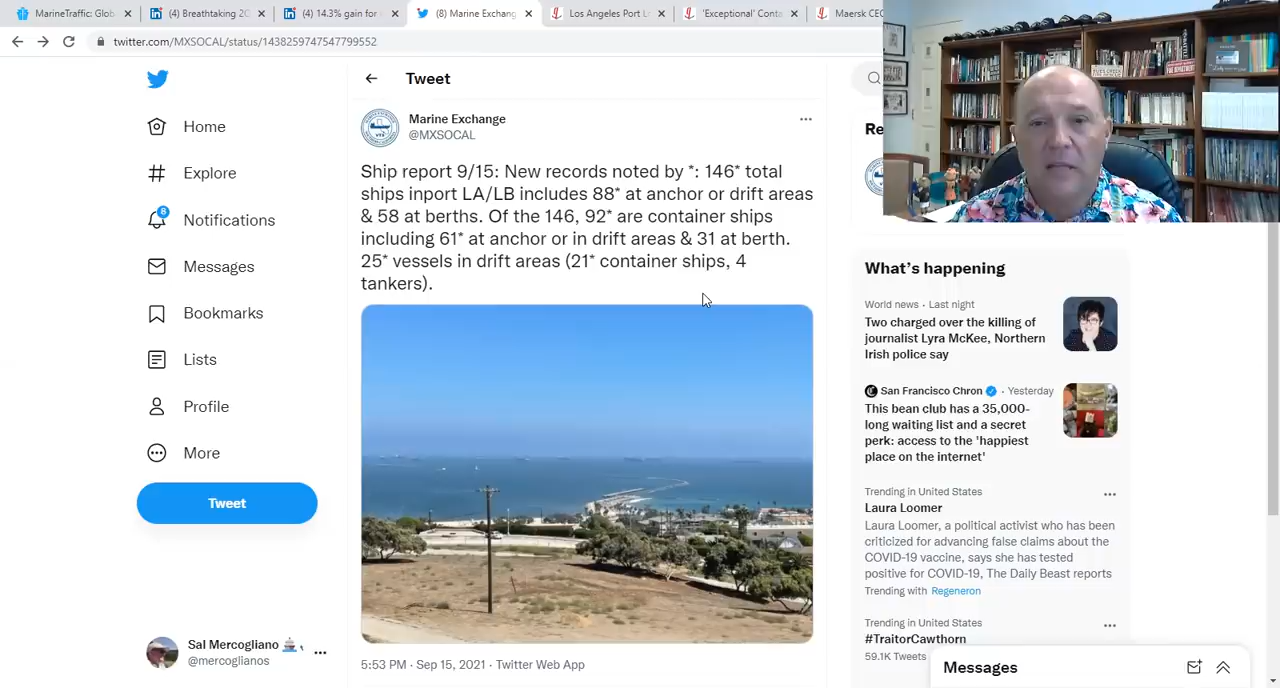 MarineTraffic: Glob
(4) Breathtaking 2
(4) 14.3% gain for
(8) Marine Exchang
Los Angeles Port L
'Exceptional' Conta
Maersk CEO
twitter.com/MXSOCAL/status/1438259747547799552
Home
Explore
8
Notifications
Messages
Bookmarks
Lists
Profile
More
Tweet
Sal Mercogliano
@mercoglianos
Tweet
Marine Exchange
@MXSOCAL
Ship report 9/15: New records noted by *: 146* total
ships inport LA/LB includes 88* at anchor or drift areas
& 58 at berths. Of the 146, 92* are container ships
including 61* at anchor or in drift areas & 31 at berth.
25* vessels in drift areas (21* container ships, 4
tankers).
5:53 PM · Sep 15, 2021 · Twitter Web App
Re
What's happening
World news · Last night
Two charged over the killing of
journalist Lyra McKee, Northern
Irish police say
San Francisco Chron · Yesterday
This bean club has a 35,000-
long waiting list and a secret
perk: access to the 'happiest
place on the internet'
Trending in United States
Laura Loomer
Laura Loomer, a political activist who has been
criticized for advancing false claims about the
COVID-19 vaccine, says she has tested
positive for COVID-19, The Daily Beast reports
Trending with Regeneron
Trending in United States
#TraitorCawthorn
59.1K Tweets
Messages